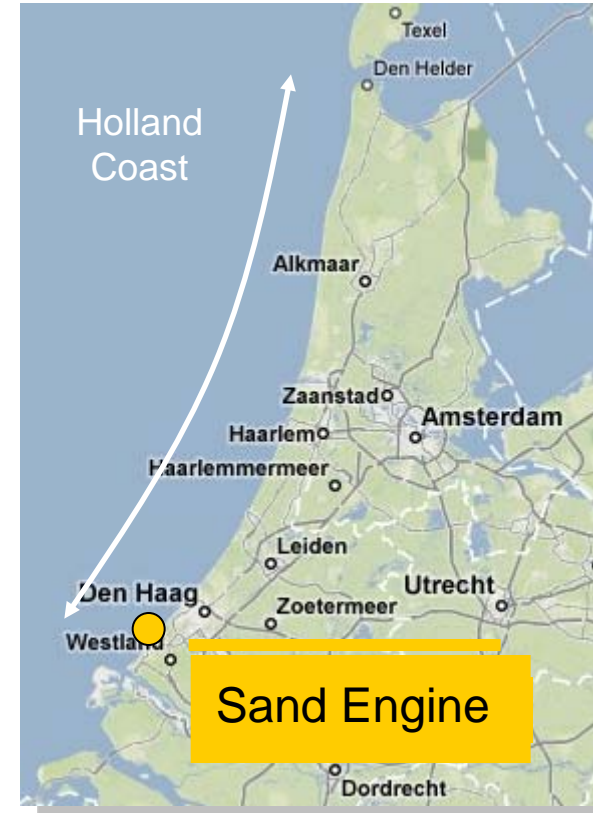 Texel
Den Helder
Holland
Coast
Alkmaar
Zaanstad
Amsterdam
Haarlem
Haarlemmermeer
Leiden
Den Haag
Utrecht
Zoetermeer
Westland
Sand Engine
Dordrecht